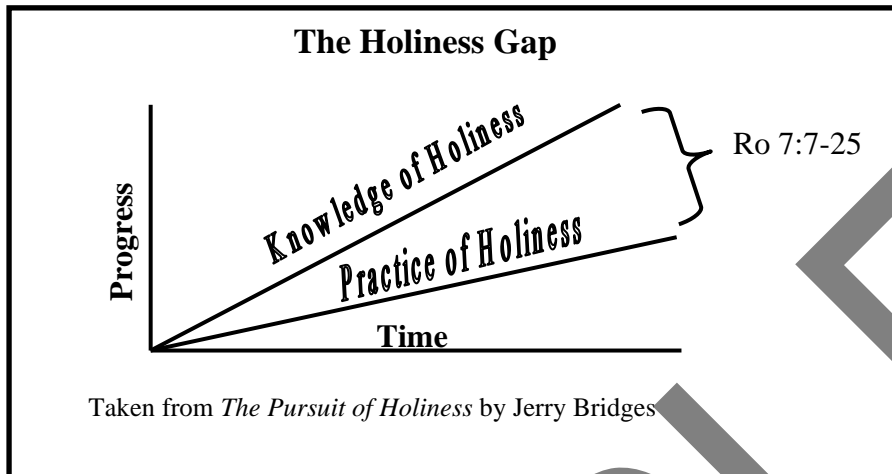 The Holiness Gap
Knowledge of Holiness
Ro 7:7-25
Progress
Practice of Holiness
Time
Taken from The Pursuit of Holiness by Jerry Bridges